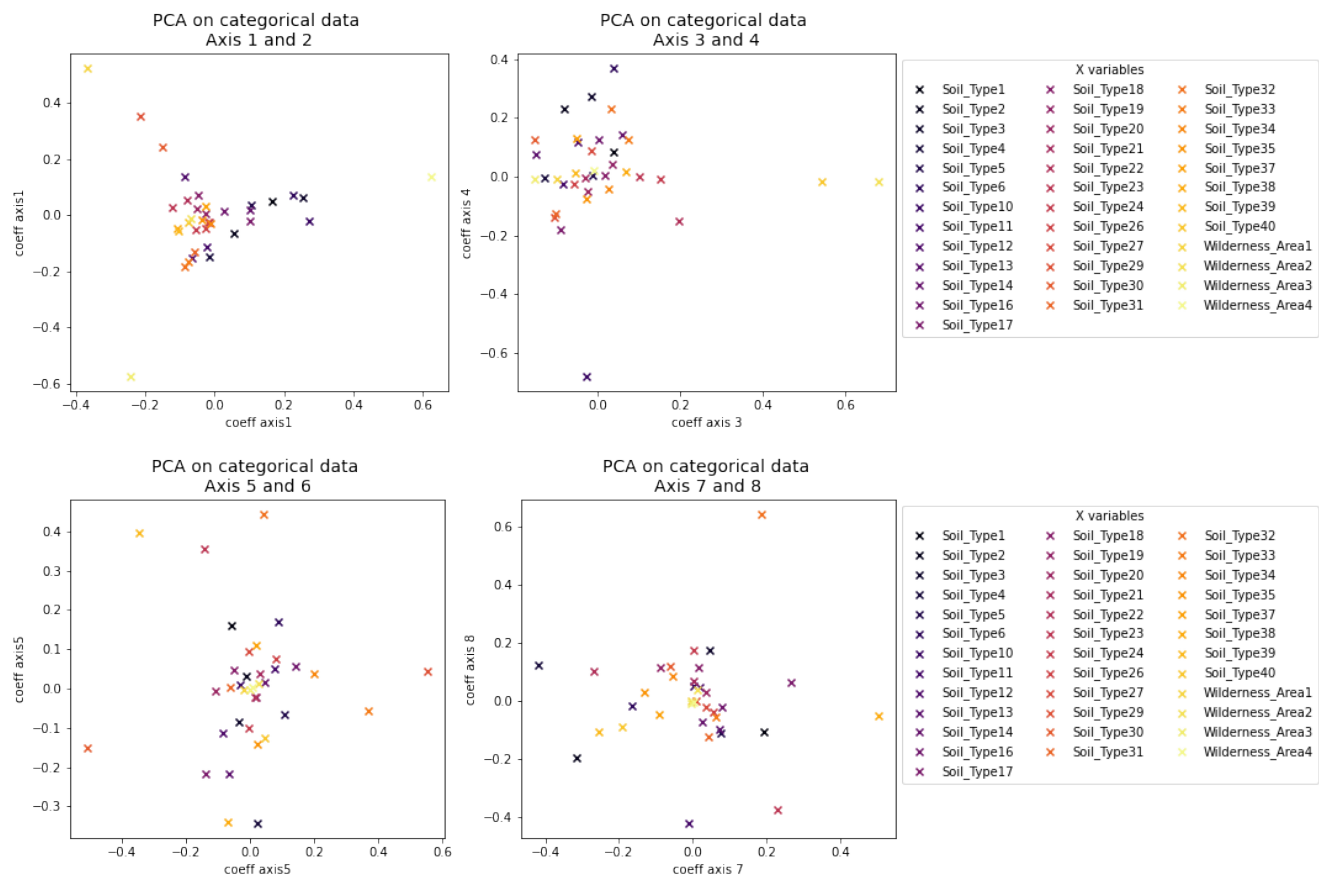 PCA on categorical data
Axis 1 and 2
0.4
0.2
0.0
−0.2
−0.4
−0.6
coeff axis1
−0.4
−0.2
0.0
0.2
0.4
0.6
coeff axis1
PCA on categorical data
Axis 3 and 4
0.4
0.2
0.0
−0.2
−0.4
−0.6
coeff axis 4
0.0
0.2
0.4
0.6
coeff axis 3
X variables
Soil_Type1
Soil_Type2
Soil_Type3
Soil_Type4
Soil_Type5
Soil_Type6
Soil_Type10
Soil_Type11
Soil_Type12
Soil_Type13
Soil_Type14
Soil_Type16
Soil_Type17
Soil_Type18
Soil_Type19
Soil_Type20
Soil_Type21
Soil_Type22
Soil_Type23
Soil_Type24
Soil_Type26
Soil_Type27
Soil_Type29
Soil_Type30
Soil_Type31
Soil_Type32
Soil_Type33
Soil_Type34
Soil_Type35
Soil_Type37
Soil_Type38
Soil_Type39
Soil_Type40
Wilderness_Area1
Wilderness_Area2
Wilderness_Area3
Wilderness_Area4
PCA on categorical data
Axis 5 and 6
0.4
0.3
0.2
0.1
0.0
−0.1
−0.2
−0.3
coeff axis5
−0.4
−0.2
0.0
0.2
0.4
0.6
coeff axis5
PCA on categorical data
Axis 7 and 8
0.6
0.4
0.2
0.0
−0.2
−0.4
coeff axis 8
−0.4
−0.2
0.0
0.2
0.4
coeff axis 7
X variables
Soil_Type1
Soil_Type2
Soil_Type3
Soil_Type4
Soil_Type5
Soil_Type6
Soil_Type10
Soil_Type11
Soil_Type12
Soil_Type13
Soil_Type14
Soil_Type16
Soil_Type17
Soil_Type18
Soil_Type19
Soil_Type20
Soil_Type21
Soil_Type22
Soil_Type23
Soil_Type24
Soil_Type26
Soil_Type27
Soil_Type29
Soil_Type30
Soil_Type31
Soil_Type32
Soil_Type33
Soil_Type34
Soil_Type35
Soil_Type37
Soil_Type38
Soil_Type39
Soil_Type40
Wilderness_Area1
Wilderness_Area2
Wilderness_Area3
Wilderness_Area4